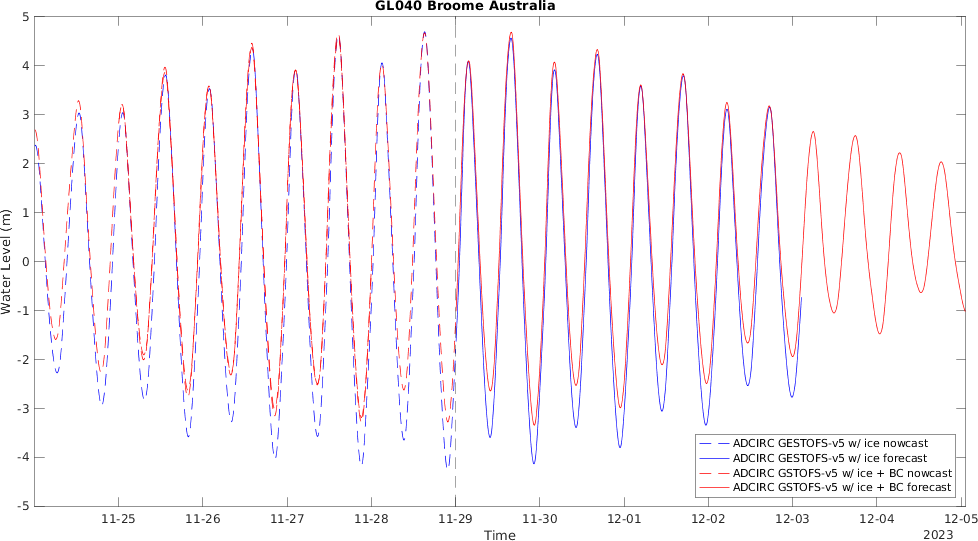 GL040 Broome Australia
5
4
3
2
1
0
-1
-2
-3
-4
-5
Water Level (m)
ADCIRC GESTOFS-v5 w/ ice nowcast
ADCIRC GESTOFS-v5 w/ ice forecast
ADCIRC GSTOFS-v5 w/ ice + BC nowcast
ADCIRC GSTOFS-v5 w/ ice + BC forecast
11-25 11-26 11-27 11-28 11-29 11-30 12-01 12-02 12-03 12-04 12-05
Time 2023